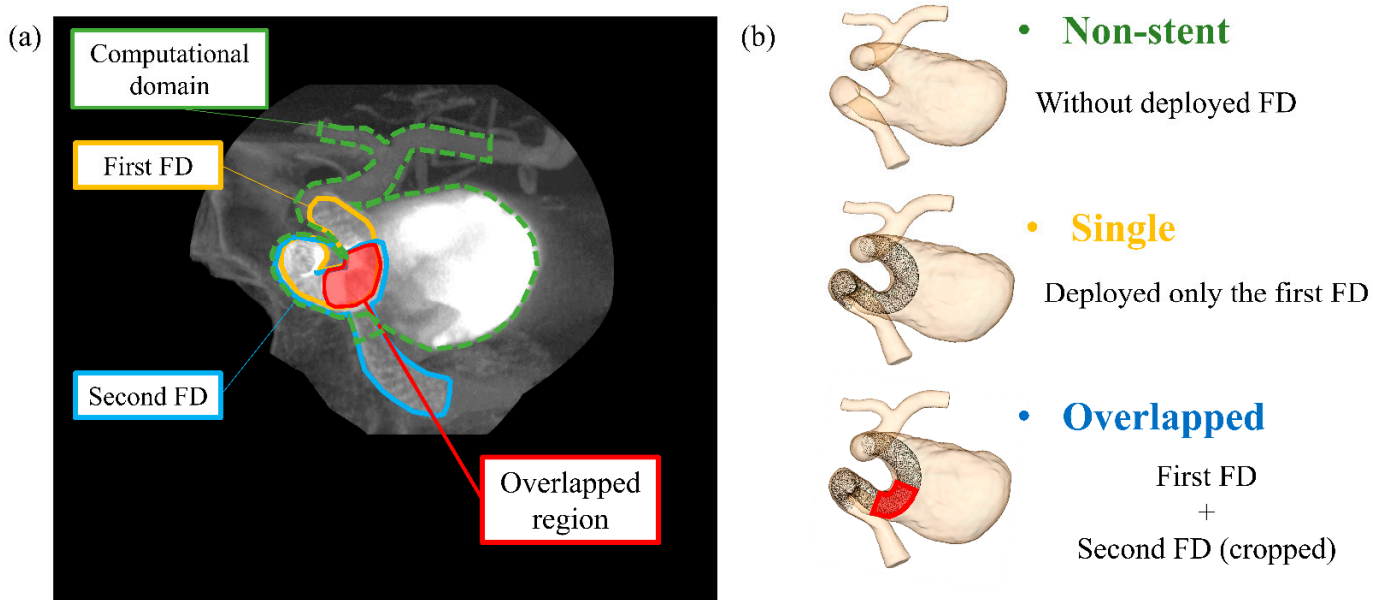 (a)
Computational
domain
First FD
Second FD
Overlapped
region
(b)
• Non-stent
Without deployed FD
• Single
Deployed only the first FD
• Overlapped
First FD
+
Second FD (cropped)